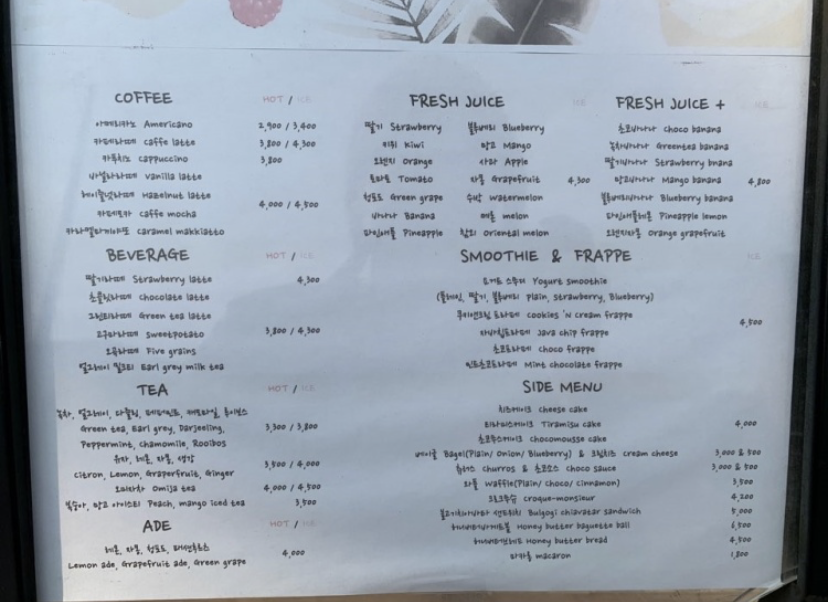 COFFEE HOT / ICE
아메리카노 Americano 2,900 / 3,400
카페라떼 caffe latte 3,800 / 4,300
카푸치노 cappuccino 3,800
바닐라라떼 vanilla latte
헤이즐넛라떼 Hazelnut latte
카페모카 caffe mocha 4,000 / 4,500
카라멜마끼아또 caramel makkiatto
BEVERAGE HOT / ICE
딸기라떼 Strawberry latte 4,300
초콜릿라떼 chocolate latte
그린티라떼 Green tea latte
고구마라떼 sweetpotato 3,800 / 4,300
오곡라떼 Five grains
얼그레이 밀크티 Earl grey milk tea
TEA HOT / ICE
녹차, 얼그레이, 다즐링, 페퍼민트, 캐모마일, 루이보스
Green tea, Earl grey, Darjeeling, 3,300 / 3,800
Peppermint, chamomile, Rooibos
유자, 레몬, 자몽, 생강
citron, Lemon, Graperfruit, Ginger 3,500 / 4,000
오미자차 Omija tea 4,000 / 4,500
복숭아, 망고 아이스티 Peach, mango iced tea 3,500
ADE HOT / ICE
레몬, 자몽, 청포도, 패션후르츠 4,000
Lemon ade, Grapefruit ade, Green grape
FRESH JUICE ICE
딸기 Strawberry 블루베리 Blueberry
키위 Kiwi 망고 Mango
오렌지 Orange 사과 Apple
토마토 Tomato 자몽 Grapefruit 4,300
청포도 Green grape 수박 watermelon
바나나 Banana 메론 melon
파인애플 Pineapple 참외 Oriental melon
FRESH JUICE + ICE
초코바나나 choco banana
녹차바나나 Greentea banana
딸기바나나 Strawberry bnana
망고바나나 Mango banana 4,800
블루베리바나나 Blueberry banana
파인애플레몬 Pineapple lemon
오렌지자몽 Orange grapefruit
SMOOTHIE & FRAPPE ICE
요거트 스무디 Yogurt smoothie
(플레인, 딸기, 블루베리 plain, strawberry, Blueberry)
쿠키앤크림 프라페 cookies 'N cream frappe
자바칩프라페 Java chip frappe 4,500
초코프라페 choco frappe
민트초코프라페 Mint chocolate frappe
SIDE MENU
치즈케이크 cheese cake
티라미스케이크 Tiramisu cake 4,000
초코무스케이크 chocomousse cake
베이글 Bagel(Plain/ Onion/ Blueberry) & 크림치즈 cream cheese 3,000 & 500
츄러스 churros & 초코소스 choco sauce 3,000 & 500
와플 waffle(Plain/ choco/ cinnamon) 3,500
크로크무슈 croque-monsieur 4,200
불고기치아바타 샌드위치 Bulgogi chiavatar sandwich 5,000
허니버터바게트볼 Honey butter baguette ball 6,500
허니버터브레드 Honey butter bread 4,500
마카롱 macaron 1,800